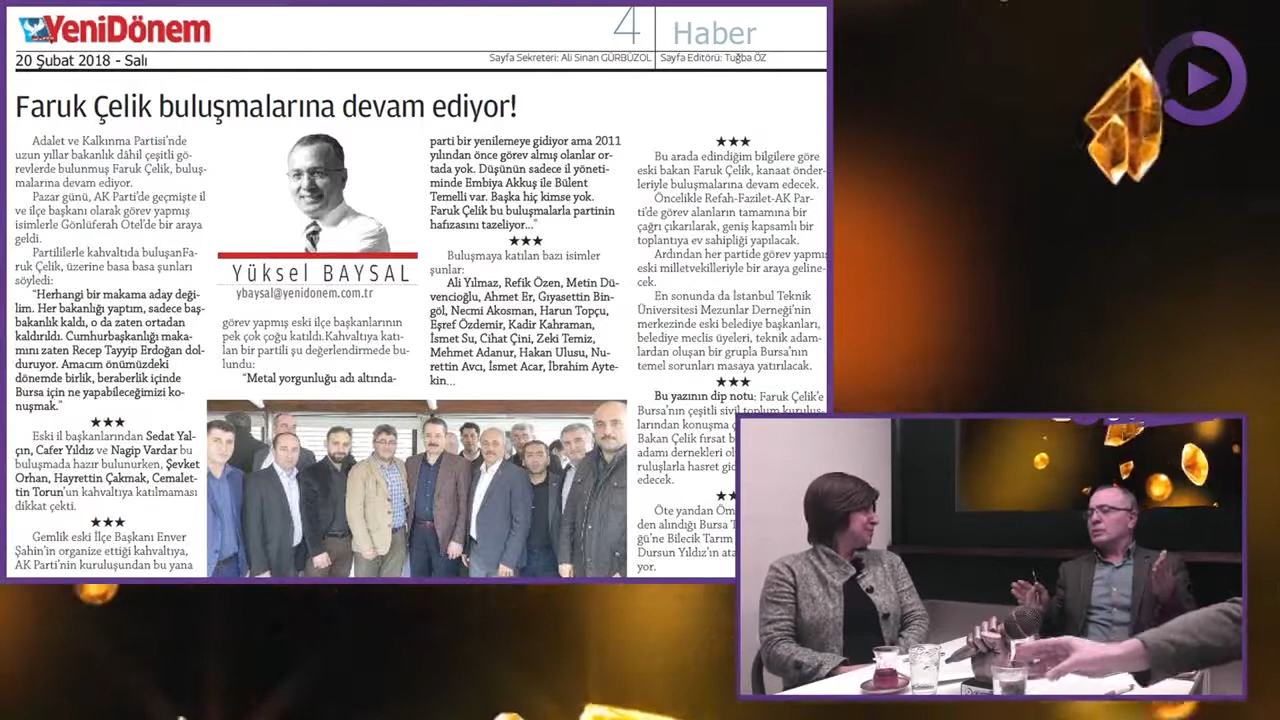 YeniDönem
4
Haber
20 Şubat 2018 - Salı
Sayfa Sekreteri: Ali Sinan GÜRBÜZOL
Sayfa Editörü: Tuğba ÖZ
Faruk Çelik buluşmalarına devam ediyor!
Adalet ve Kalkınma Partisi’nde
uzun yıllar bakanlık dâhil çeşitli gö-
revlerde bulunmuş Faruk Çelik, buluş-
malarına devam ediyor.
Pazar günü, AK Parti’de geçmişte il
ve ilçe başkanı olarak görev yapmış
isimlerle Gönlüferah Otel’de bir araya
geldi.
Partililerle kahvaltıda buluşanFa-
ruk Çelik, üzerine basa basa şunları
söyledi:
“Herhangi bir makama aday deği-
lim. Her bakanlığı yaptım, sadece baş-
bakanlık kaldı, o da zaten ortadan
kaldırıldı. Cumhurbaşkanlığı maka-
mını zaten Recep Tayyip Erdoğan dol-
duruyor. Amacım önümüzdeki
dönemde birlik, beraberlik içinde
Bursa için ne yapabileceğimizi ko-
nuşmak.”
★★★
Eski il başkanlarından Sedat Yal-
çın, Cafer Yıldız ve Nagip Vardar bu
buluşmada hazır bulunurken, Şevket
Orhan, Hayrettin Çakmak, Cemalet-
tin Torun’un kahvaltıya katılmaması
dikkat çekti.
★★★
Gemlik eski İlçe Başkanı Enver
Şahin’in organize ettiği kahvaltıya,
AK Parti’nin kuruluşundan bu yana
Yüksel BAYSAL
ybaysal@yenidonem.com.tr
görev yapmış eski ilçe başkanlarının
pek çok çoğu katıldı.Kahvaltıya katı-
lan bir partili şu değerlendirmede bu-
lundu:
“Metal yorgunluğu adı altında-
parti bir yenilemeye gidiyor ama 2011
yılından önce görev almış olanlar or-
tada yok. Düşünün sadece il yöneti-
minde Embiya Akkuş ile Bülent
Temelli var. Başka hiç kimse yok.
Faruk Çelik bu buluşmalarla partinin
hafızasını tazeliyor...”
★★★
Buluşmaya katılan bazı isimler
şunlar:
Ali Yılmaz, Refik Özen, Metin Dü-
vencioğlu, Ahmet Er, Gıyasettin Bin-
göl, Necmi Akosman, Harun Topçu,
Eşref Özdemir, Kadir Kahraman,
İsmet Su, Cihat Çini, Zeki Temiz,
Mehmet Adanur, Hakan Ulusu, Nu-
rettin Avcı, İsmet Acar, İbrahim Ayte-
kin...
★★★
Bu arada edindiğim bilgilere göre
eski bakan Faruk Çelik, kanaat önder-
leriyle buluşmalarına devam edecek.
Öncelikle Refah-Fazilet-AK Par-
ti’de görev alanların tamamına bir
çağrı çıkarılarak, geniş kapsamlı bir
toplantıya ev sahipliği yapılacak.
Ardından her partide görev yapmış
eski milletvekilleriyle bir araya geline-
cek.
En sonunda da İstanbul Teknik
Üniversitesi Mezunlar Derneği’nin
merkezinde eski belediye başkanları,
belediye meclis üyeleri, teknik adam-
lardan oluşan bir grupla Bursa’nın
temel sorunları masaya yatırılacak.
★★★
Bu yazının dip notu: Faruk Çelik’e
Bursa’nın çeşitli sivil toplum kuruluş-
larından konuşma
Bakan Çelik fırsat
adamı dernekleri
ruluşlarla hasret
edecek.
★★
Öte yandan
den alındığı Bursa
ğü’ne Bilecik Tarım
Dursun Yıldız’ın
yor.